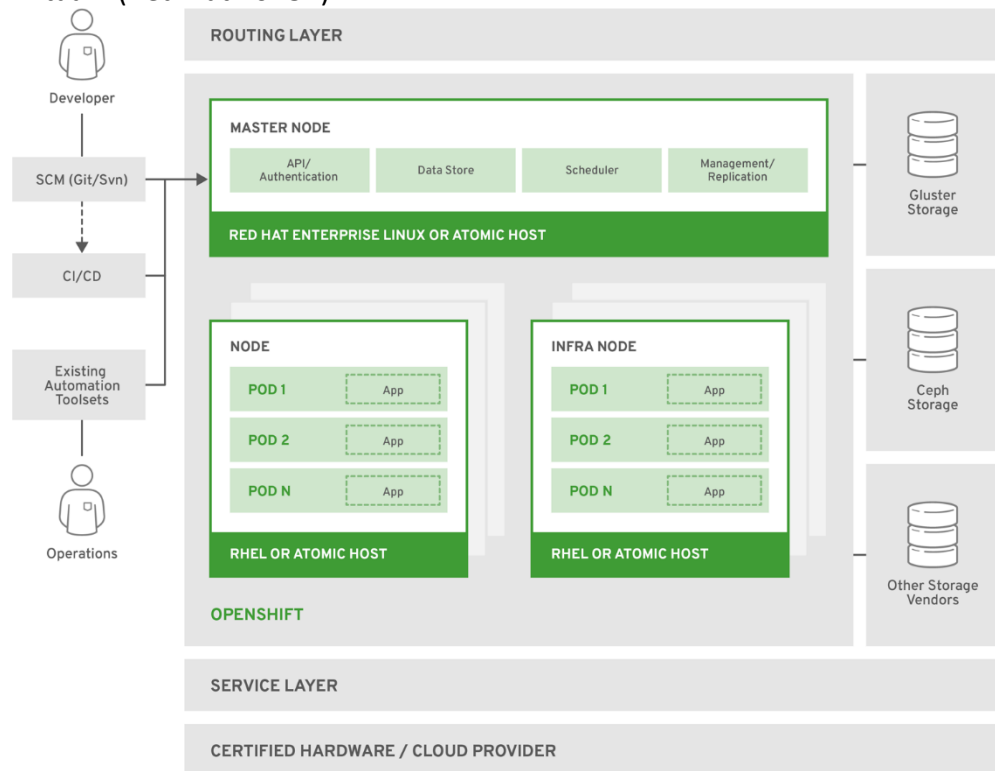 ROUTING LAYER
Developer
SCM (Git/Svn)
CI/CD
Existing
Automation
Toolsets
Operations
MASTER NODE
API/
Authentication
Data Store
Scheduler
Management/
Replication
RED HAT ENTERPRISE LINUX OR ATOMIC HOST
NODE
POD 1
App
POD 2
App
POD N
App
RHEL OR ATOMIC HOST
INFRA NODE
POD 1
App
POD 2
App
POD N
App
RHEL OR ATOMIC HOST
OPENSHIFT
Gluster
Storage
Ceph
Storage
Other Storage
Vendors
SERVICE LAYER
CERTIFIED HARDWARE / CLOUD PROVIDER